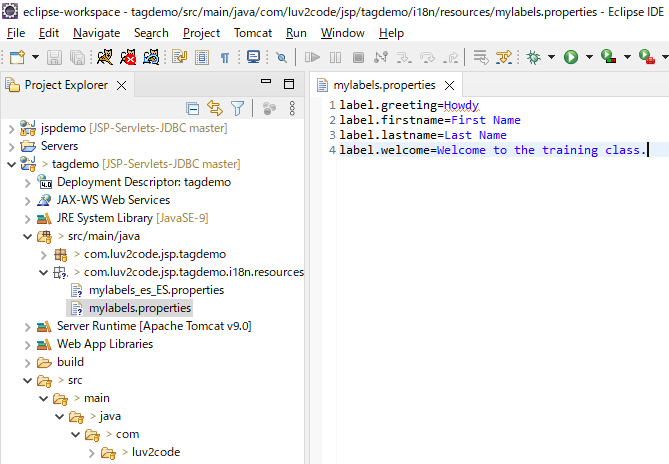 eclipse-workspace - tagdemo/src/main/java/com/luv2code/jsp/tagdemo/i18n/resources/mylabels.properties - Eclipse IDE
File Edit Navigate Search Project Tomcat Run Window Help
Project Explorer
jspdemo [JSP-Servlets-JDBC master]
Servers
> tagdemo [JSP-Servlets-JDBC master]
Deployment Descriptor: tagdemo
JAX-WS Web Services
JRE System Library [JavaSE-9]
> src/main/java
> com.luv2code.jsp.tagdemo
> com.luv2code.jsp.tagdemo.i18n.resources
mylabels_es_ES.properties
mylabels.properties
Server Runtime [Apache Tomcat v9.0]
Web App Libraries
build
> src
> main
> java
> com
> luv2code
mylabels.properties
1 label.greeting=Howdy
2 label.firstname=First Name
3 label.lastname=Last Name
4 label.welcome=Welcome to the training class.